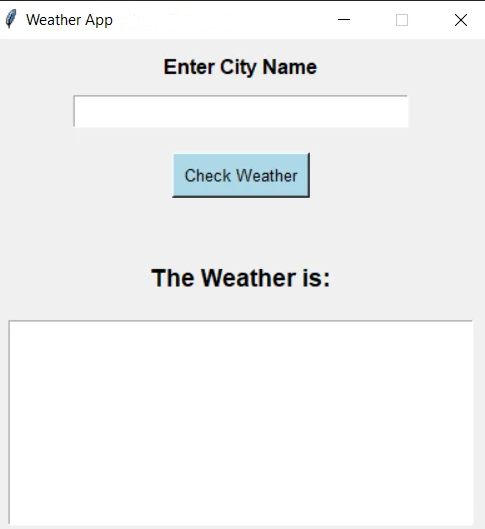 Weather App
Enter City Name
Check Weather
The Weather is: